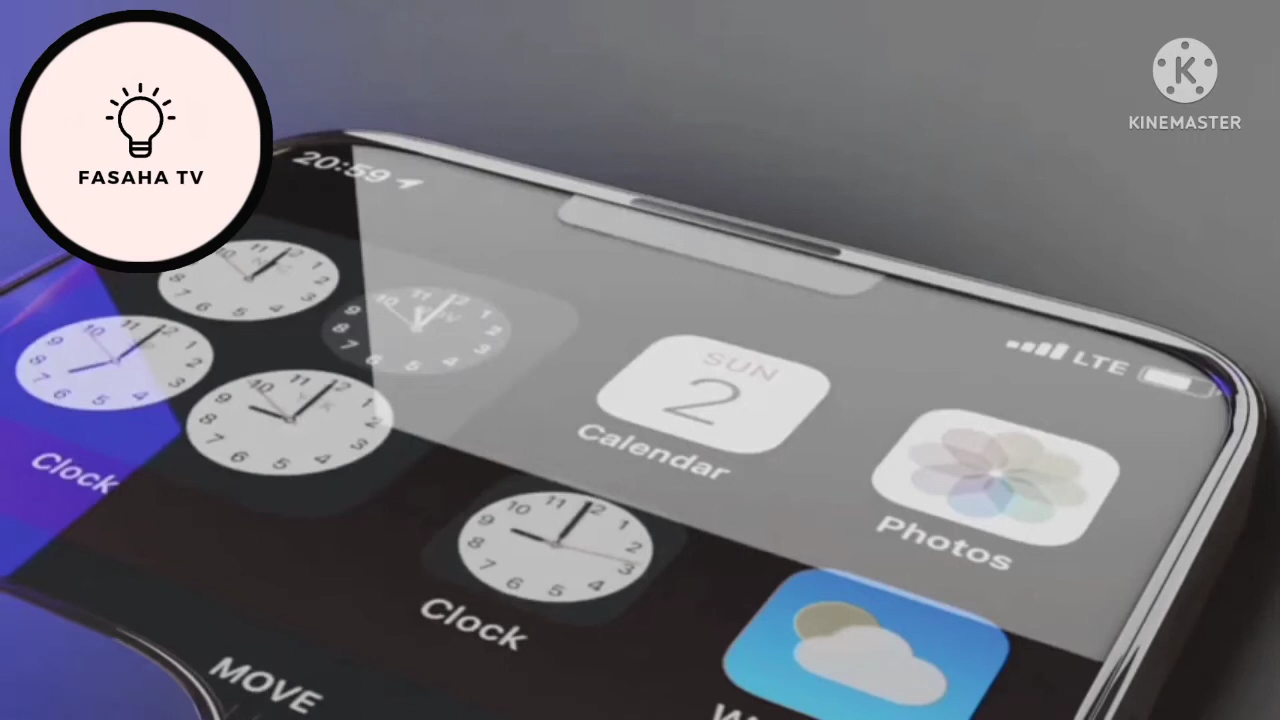 FASAHA TV
KINEMASTER
20:59
LTE
SUN
2
Calendar
Photos
Clock
Clock
MOVE